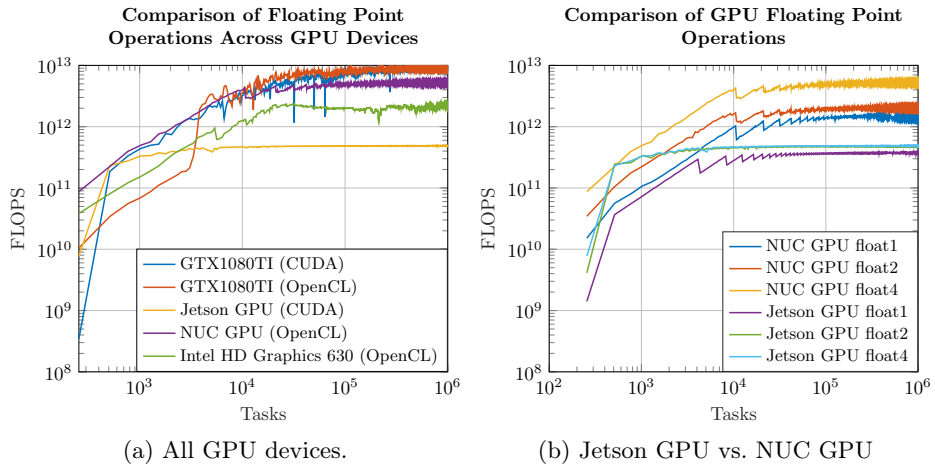 Comparison of Floating Point
Operations Across GPU Devices
FLOPS
10^13
10^12
10^11
10^10
10^9
10^8
GTX1080TI (CUDA)
GTX1080TI (OpenCL)
Jetson GPU (CUDA)
NUC GPU (OpenCL)
Intel HD Graphics 630 (OpenCL)
10^3 10^4 10^5 10^6
Tasks
(a) All GPU devices.
Comparison of GPU Floating Point
Operations
FLOPS
10^13
10^12
10^11
10^10
10^9
10^8
NUC GPU float1
NUC GPU float2
NUC GPU float4
Jetson GPU float1
Jetson GPU float2
Jetson GPU float4
10^2 10^3 10^4 10^5 10^6
Tasks
(b) Jetson GPU vs. NUC GPU